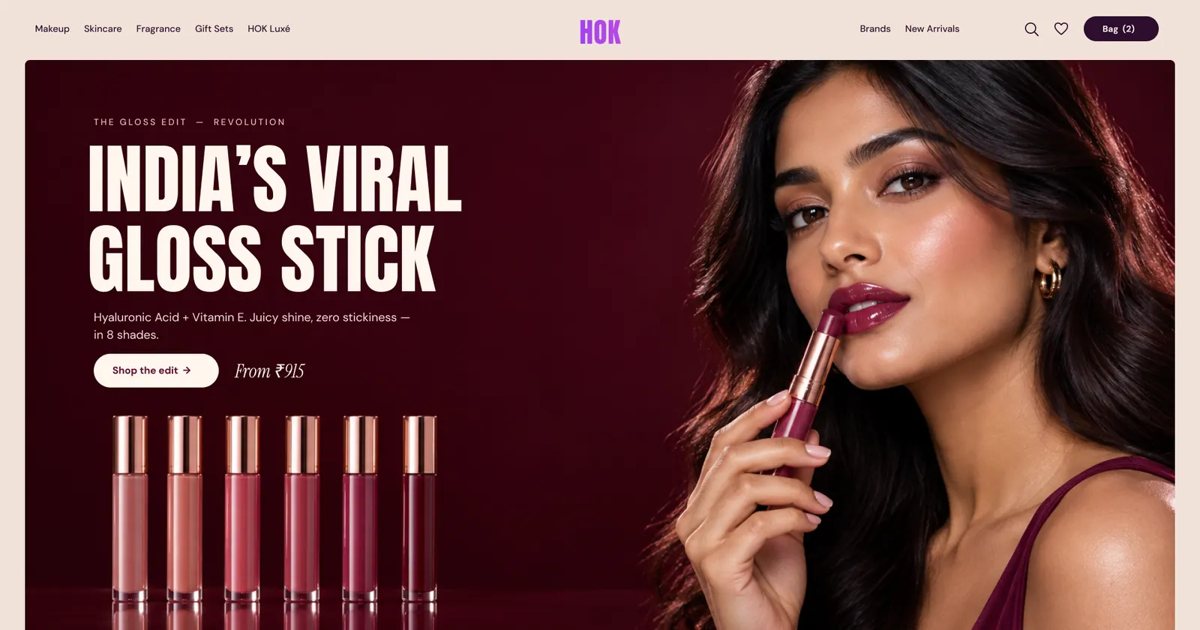 Makeup Skincare Fragrance Gift Sets HOK Luxé
HOK
Brands New Arrivals
Bag (2)
THE GLOSS EDIT — REVOLUTION
INDIA’S VIRAL
GLOSS STICK
Hyaluronic Acid + Vitamin E. Juicy shine, zero stickiness —
in 8 shades.
Shop the edit →
From ₹915